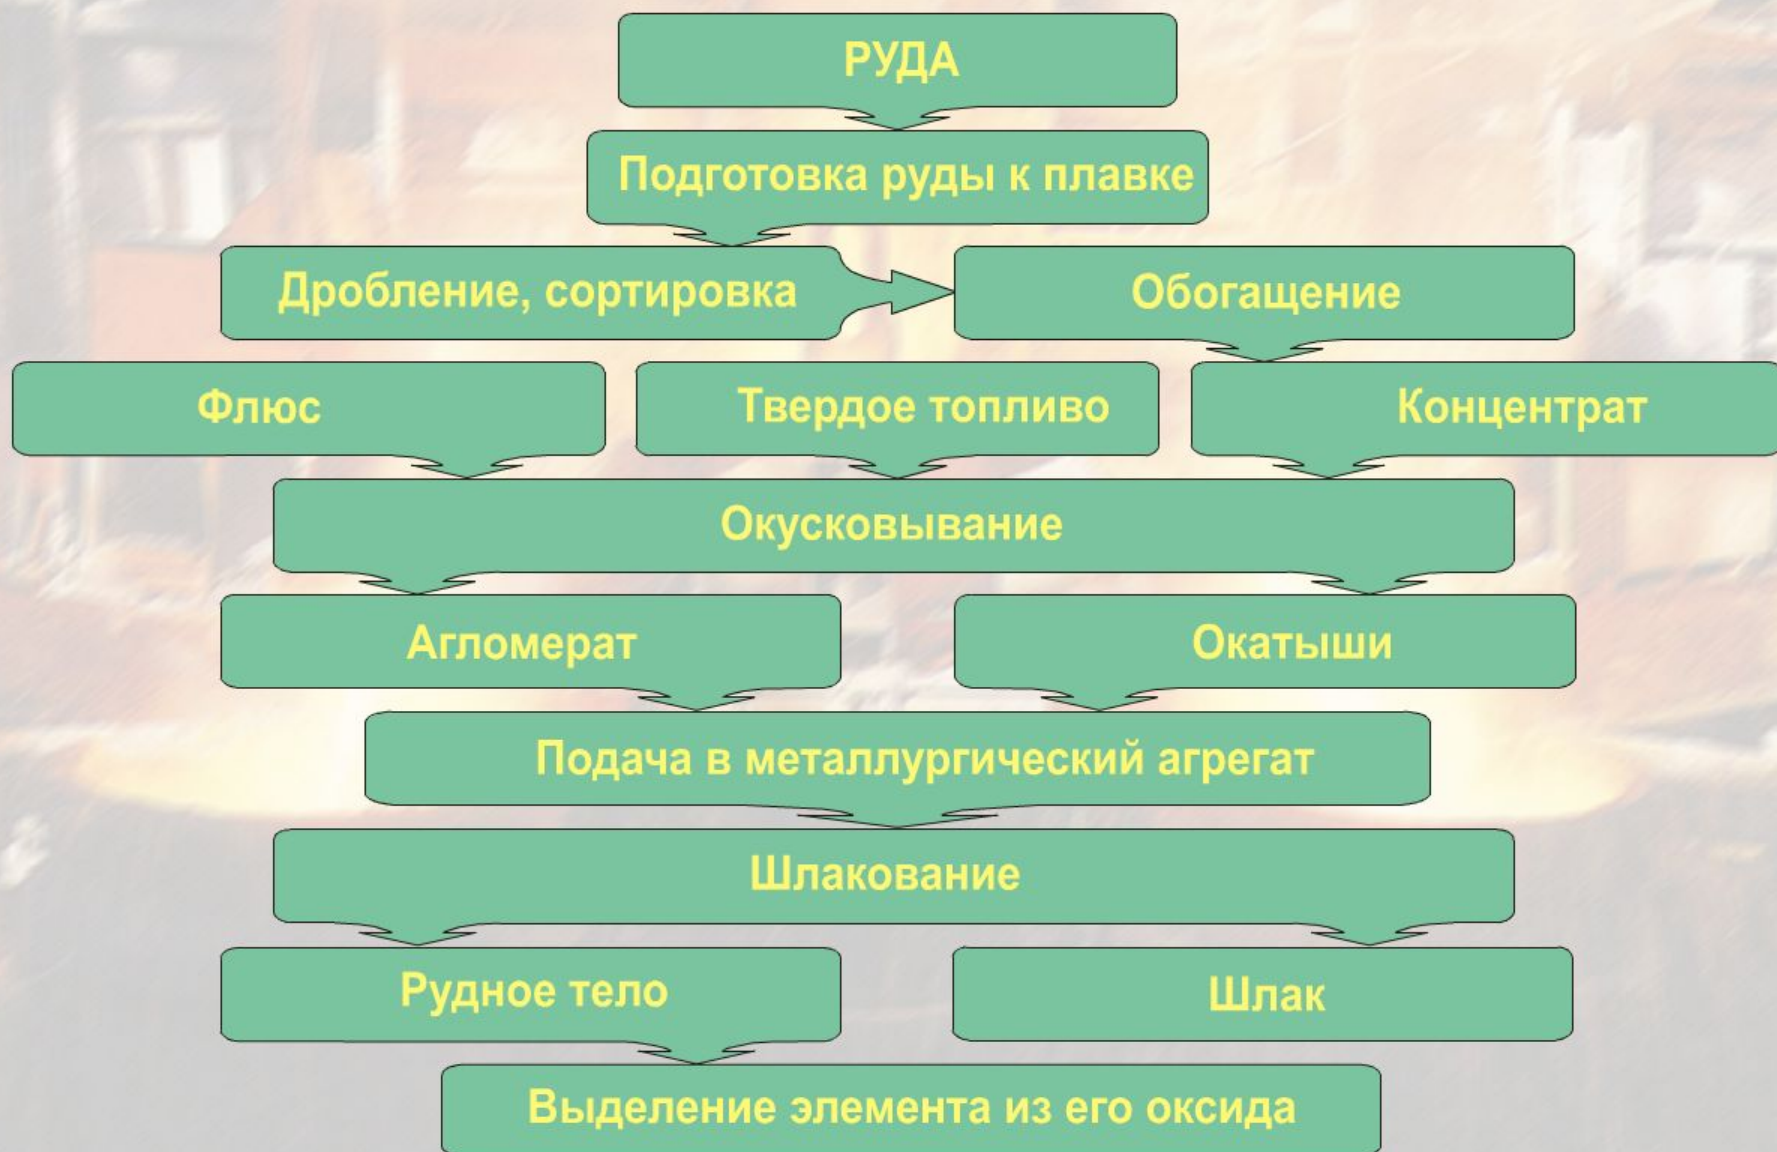 РУДА
Подготовка руды к плавке
Дробление, сортировка
Обогащение
Флюс
Твердое топливо
Концентрат
Окусковывание
Агломерат
Окатыши
Подача в металлургический агрегат
Шлакование
Рудное тело
Шлак
Выделение элемента из его оксида